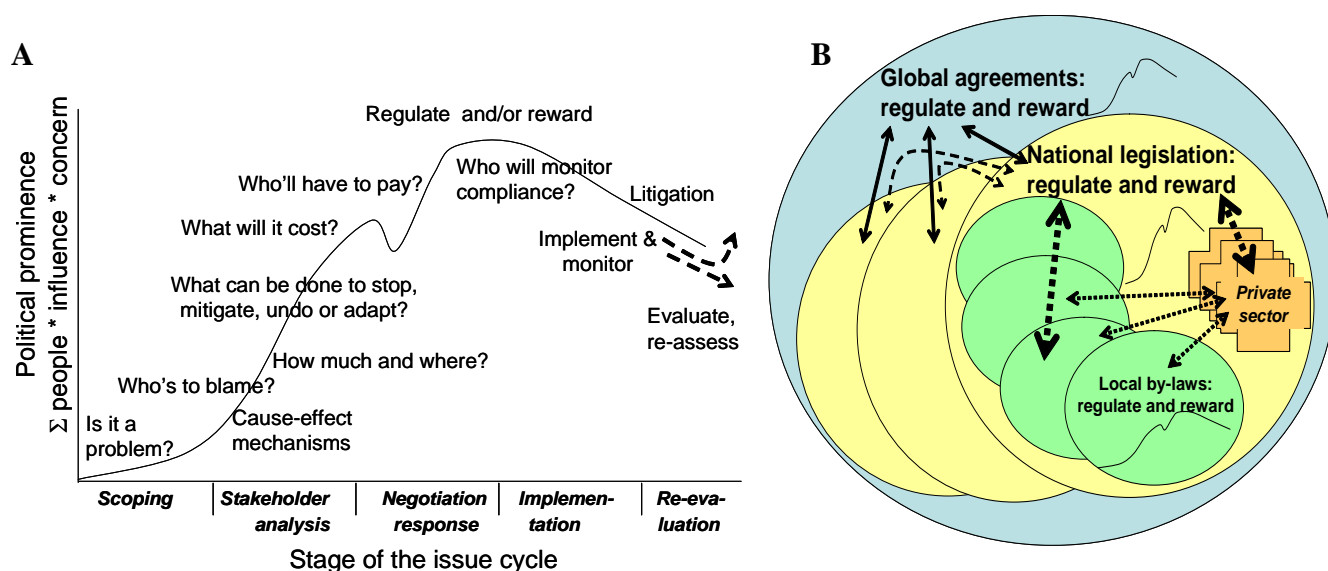 A
Political prominence
Σ people * influence * concern
Regulate and/or reward
Who'll have to pay?
Who will monitor
compliance?
Litigation
What will it cost?
Implement &
monitor
What can be done to stop,
mitigate, undo or adapt?
Evaluate,
re-assess
How much and where?
Who's to blame?
Cause-effect
mechanisms
Is it a
problem?
Scoping
Stakeholder
analysis
Negotiation
response
Implemen-
tation
Re-eva-
luation
Stage of the issue cycle
B
Global agreements:
regulate and reward
National legislation:
regulate and reward
Private
sector
Local by-laws:
regulate and reward